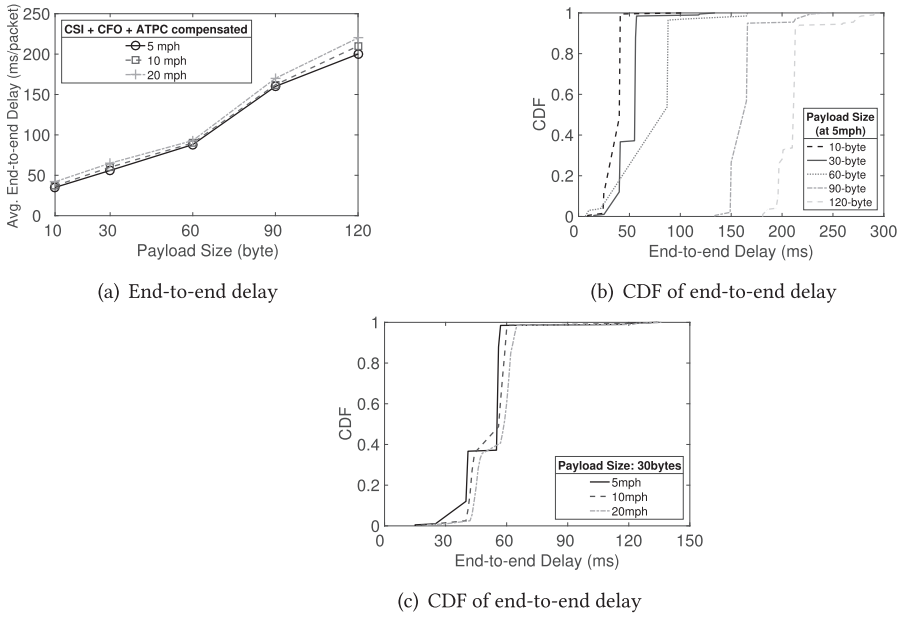 250
200
150
100
50
0
Avg. End-to-end Delay (ms/packet)
CSI + CFO + ATPC compensated
5 mph
10 mph
20 mph
10 30 60 90 120
Payload Size (byte)
(a) End-to-end delay
1
0.8
0.6
0.4
0.2
0
CDF
Payload Size
(at 5mph)
10-byte
30-byte
60-byte
90-byte
120-byte
0 50 100 150 200 250 300
End-to-end Delay (ms)
(b) CDF of end-to-end delay
1
0.8
0.6
0.4
0.2
0
CDF
Payload Size: 30bytes
5mph
10mph
20mph
0 30 60 90 120 150
End-to-end Delay (ms)
(c) CDF of end-to-end delay